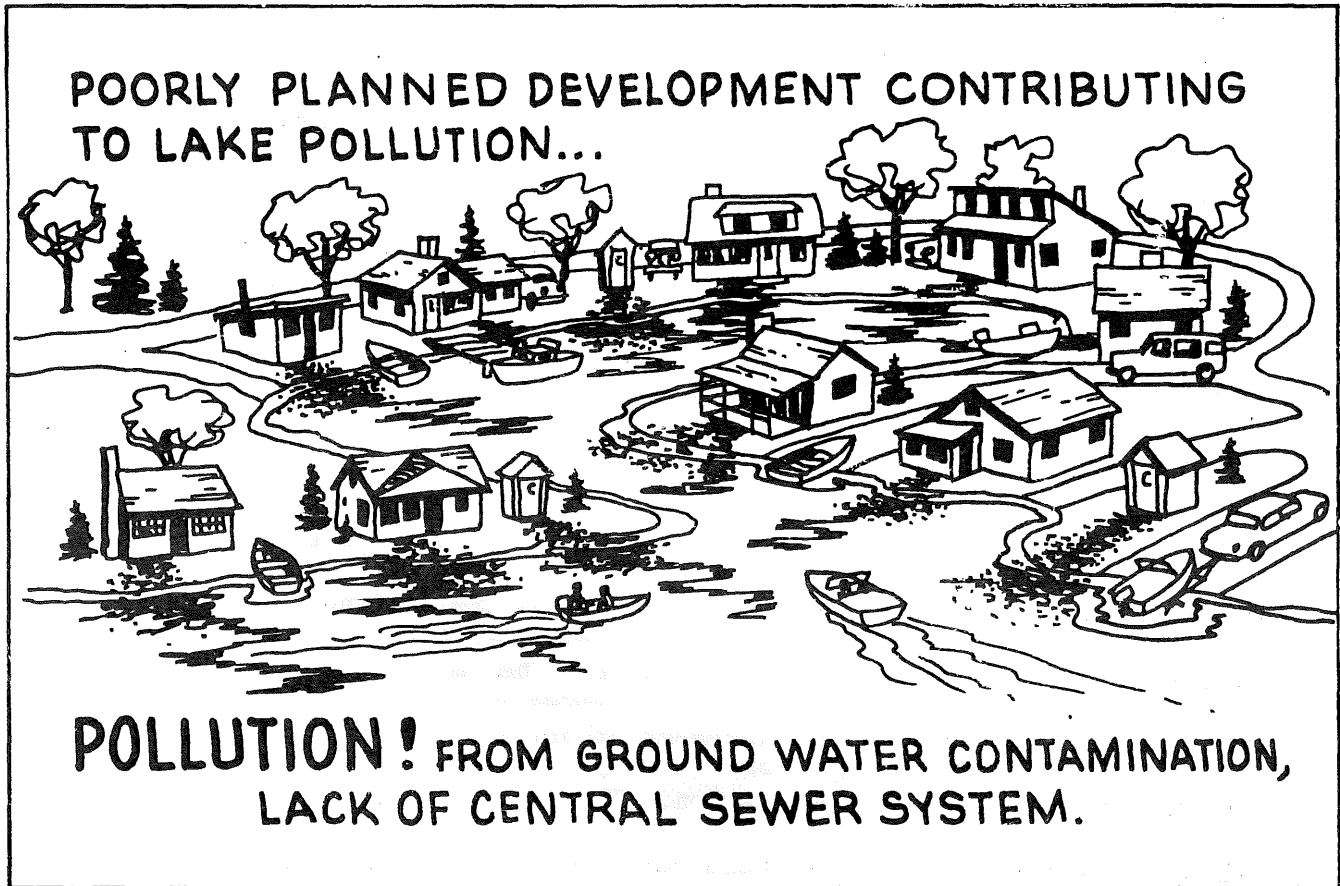 POORLY PLANNED DEVELOPMENT CONTRIBUTING
TO LAKE POLLUTION...
POLLUTION! FROM GROUND WATER CONTAMINATION,
LACK OF CENTRAL SEWER SYSTEM.